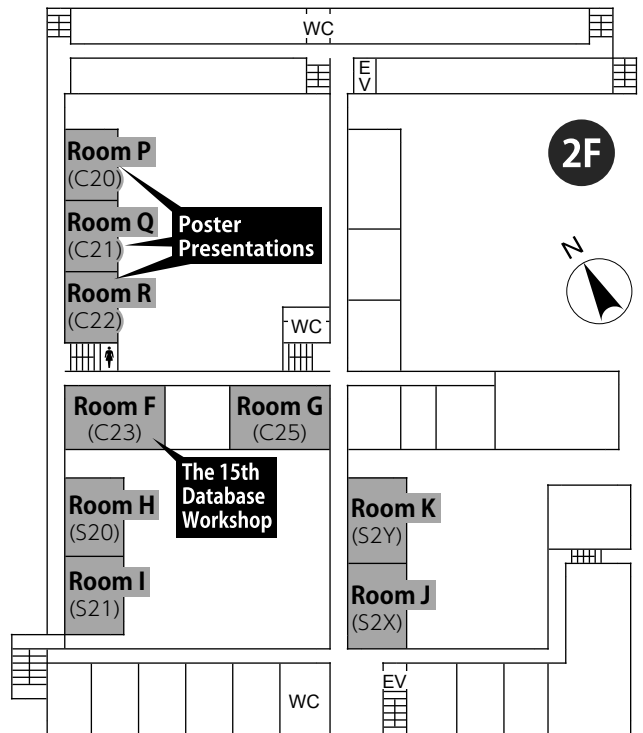 WC
E
V
2F
N
Room P
(C20)
Room Q
(C21)
Room R
(C22)
Poster
Presentations
WC
Room F
(C23)
Room G
(C25)
The 15th
Database
Workshop
Room H
(S20)
Room I
(S21)
Room K
(S2Y)
Room J
(S2X)
WC
EV